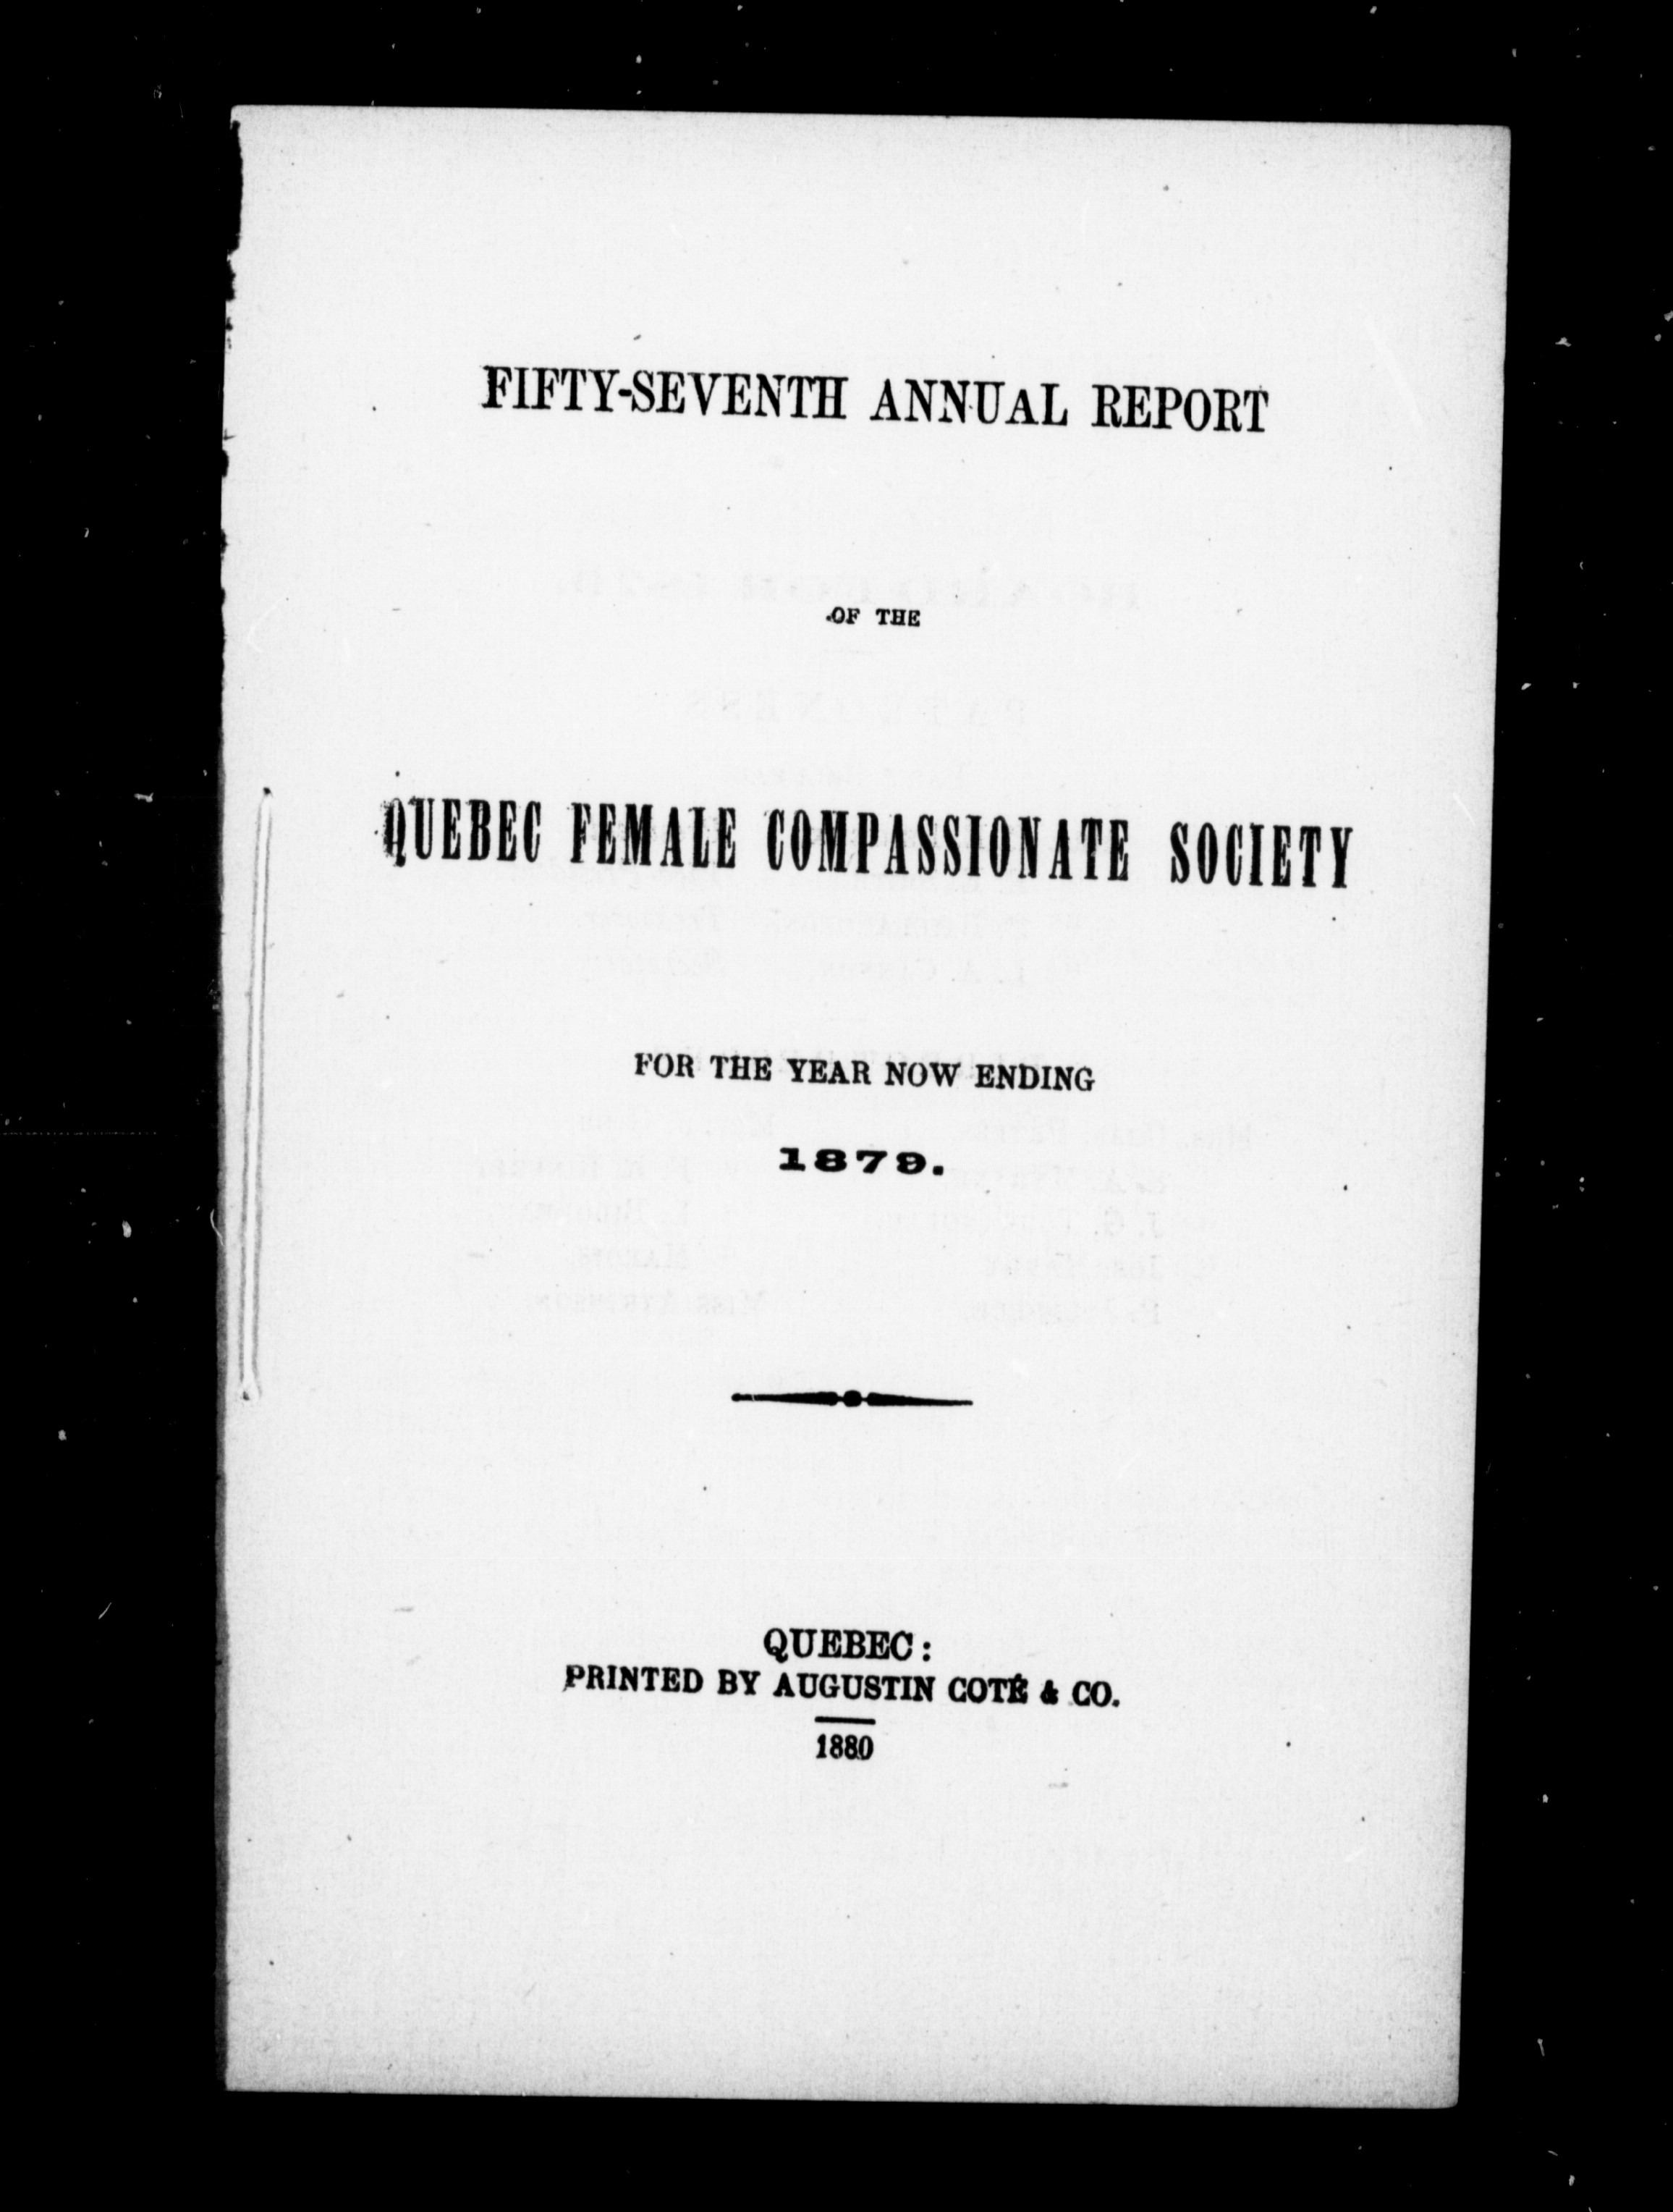 FIFTY-SEVENTH ANNUAL REPORT
OF THE
QUEBEC FEMALE COMPASSIONATE SOCIETY
FOR THE YEAR NOW ENDING
1879.
QUEBEC:
PRINTED BY AUGUSTIN COTÉ & CO.
1880